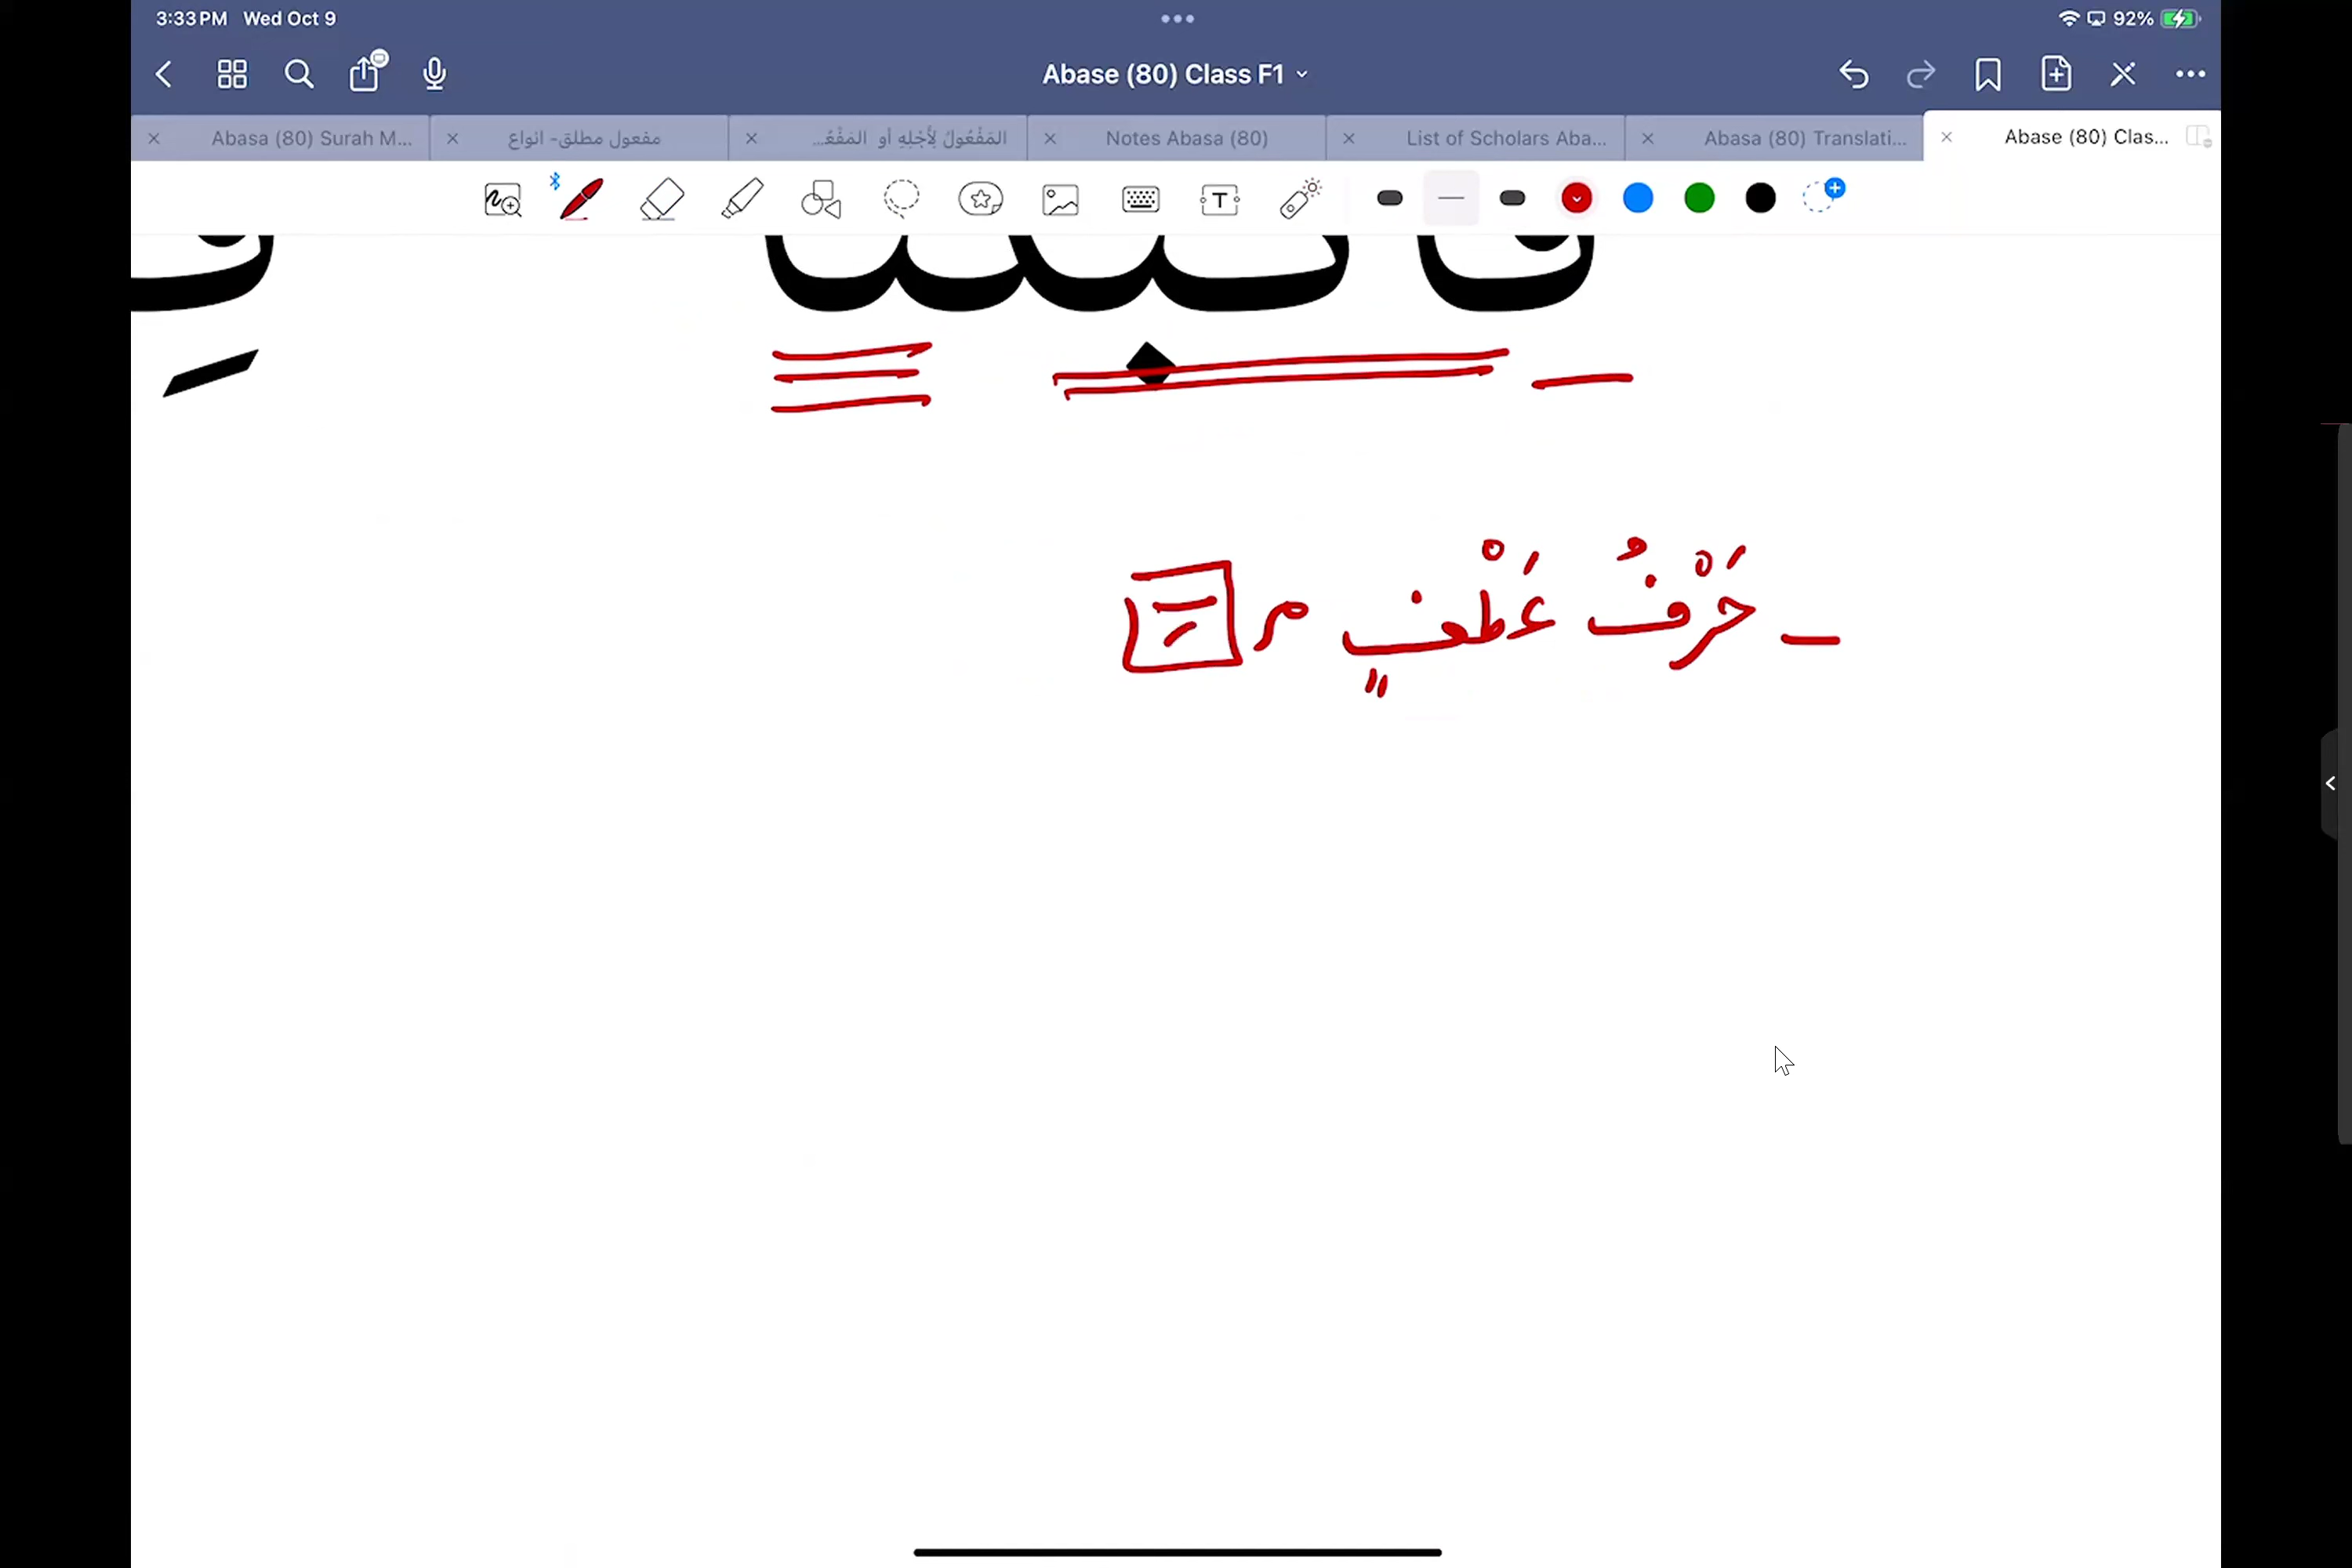 3:33 PM Wed Oct 9 92%
Abase (80) Class F1
Abasa (80) Surah M... مفعول مطلق- انواع المَفْعُولُ لِأَجْلِهِ أو المَفْعُ... Notes Abasa (80) List of Scholars Aba... Abasa (80) Translati... Abase (80) Clas...
T
— حَرْفُ عَطْفٍ م